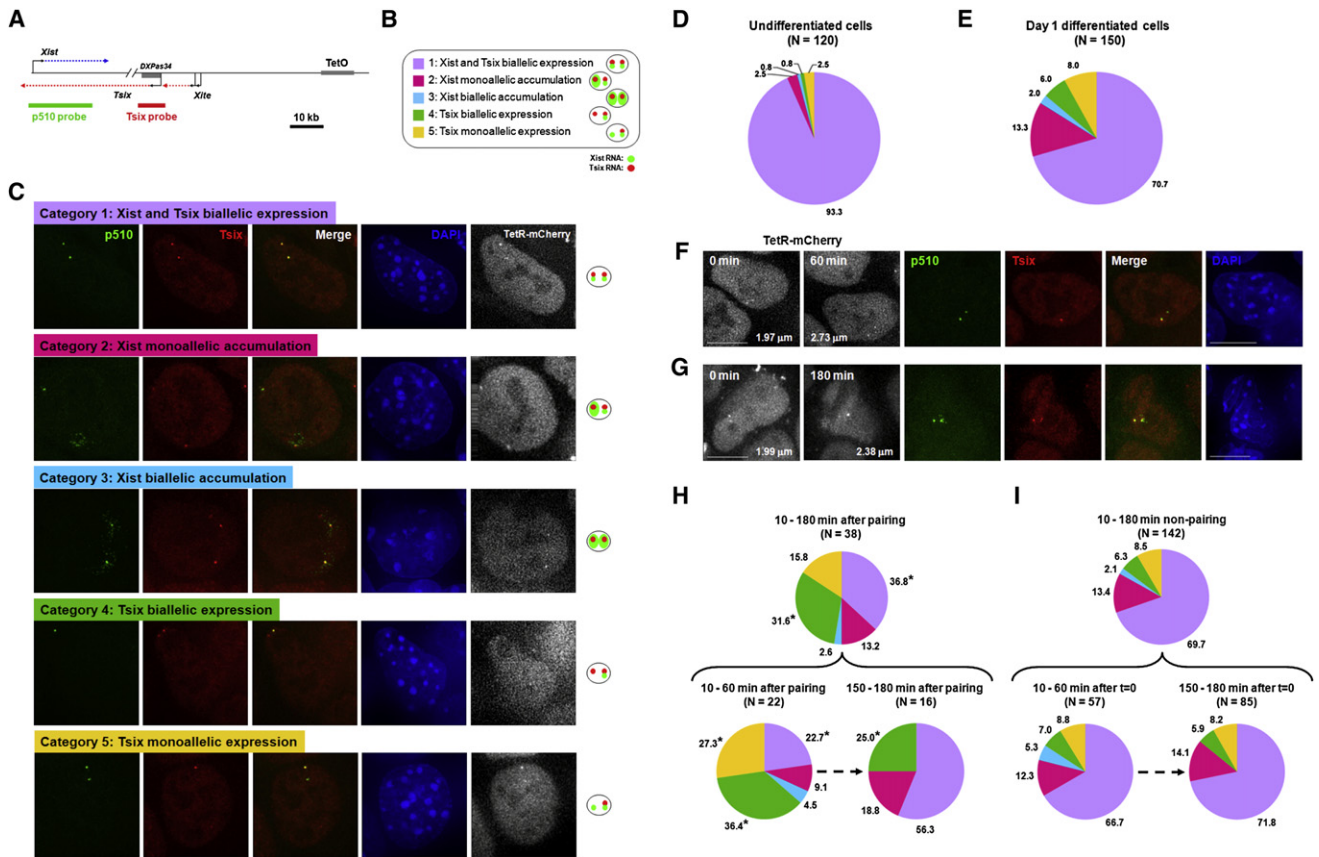 A
Xist
DXPas34
TetO
Tsix
Xite
p510 probe
Tsix probe
10 kb
B
1: Xist and Tsix biallelic expression
2: Xist monoallelic accumulation
3: Xist biallelic accumulation
4: Tsix biallelic expression
5: Tsix monoallelic expression
Xist RNA:
Tsix RNA:
C
Category 1: Xist and Tsix biallelic expression
p510
Tsix
Merge
DAPI
TetR-mCherry
Category 2: Xist monoallelic accumulation
Category 3: Xist biallelic accumulation
Category 4: Tsix biallelic expression
Category 5: Tsix monoallelic expression
D
Undifferentiated cells
(N = 120)
0.8
0.8
2.5
2.5
93.3
E
Day 1 differentiated cells
(N = 150)
8.0
6.0
2.0
13.3
70.7
F
TetR-mCherry
0 min
60 min
p510
Tsix
Merge
DAPI
1.97 µm
2.73 µm
G
0 min
180 min
1.99 µm
2.38 µm
H
10 - 180 min after pairing
(N = 38)
15.8
36.8*
31.6*
2.6
13.2
10 - 60 min after pairing
(N = 22)
27.3*
22.7*
9.1
4.5
36.4*
150 - 180 min after pairing
(N = 16)
25.0*
18.8
56.3
I
10 - 180 min non-pairing
(N = 142)
8.5
6.3
2.1
13.4
69.7
10 - 60 min after t=0
(N = 57)
8.8
7.0
5.3
12.3
66.7
150 - 180 min after t=0
(N = 85)
8.2
5.9
14.1
71.8